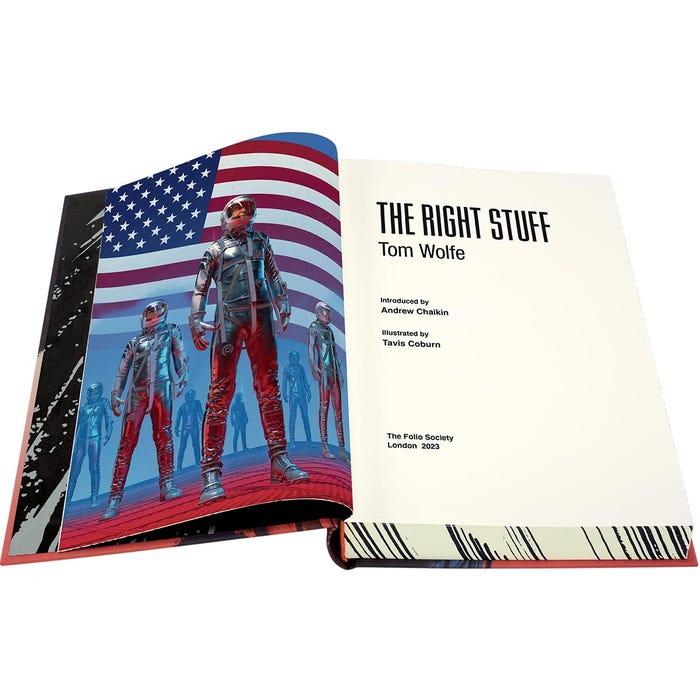 THE RIGHT STUFF
Tom Wolfe
Introduced by
Andrew Chaikin
Illustrated by
Tavis Coburn
The Folio Society
London 2023